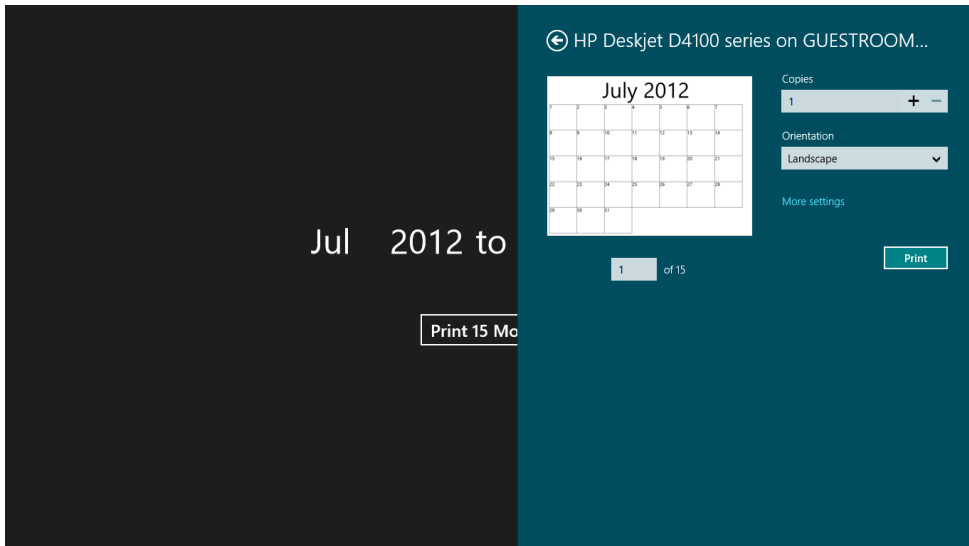 HP Deskjet D4100 series on GUESTROOM...
July 2012
1 2 3 4 5 6 7
8 9 10 11 12 13 14
15 16 17 18 19 20 21
22 23 24 25 26 27 28
29 30 31
1 of 15
Copies
1
Orientation
Landscape
More settings
Print
Jul 2012 to
Print 15 Mo